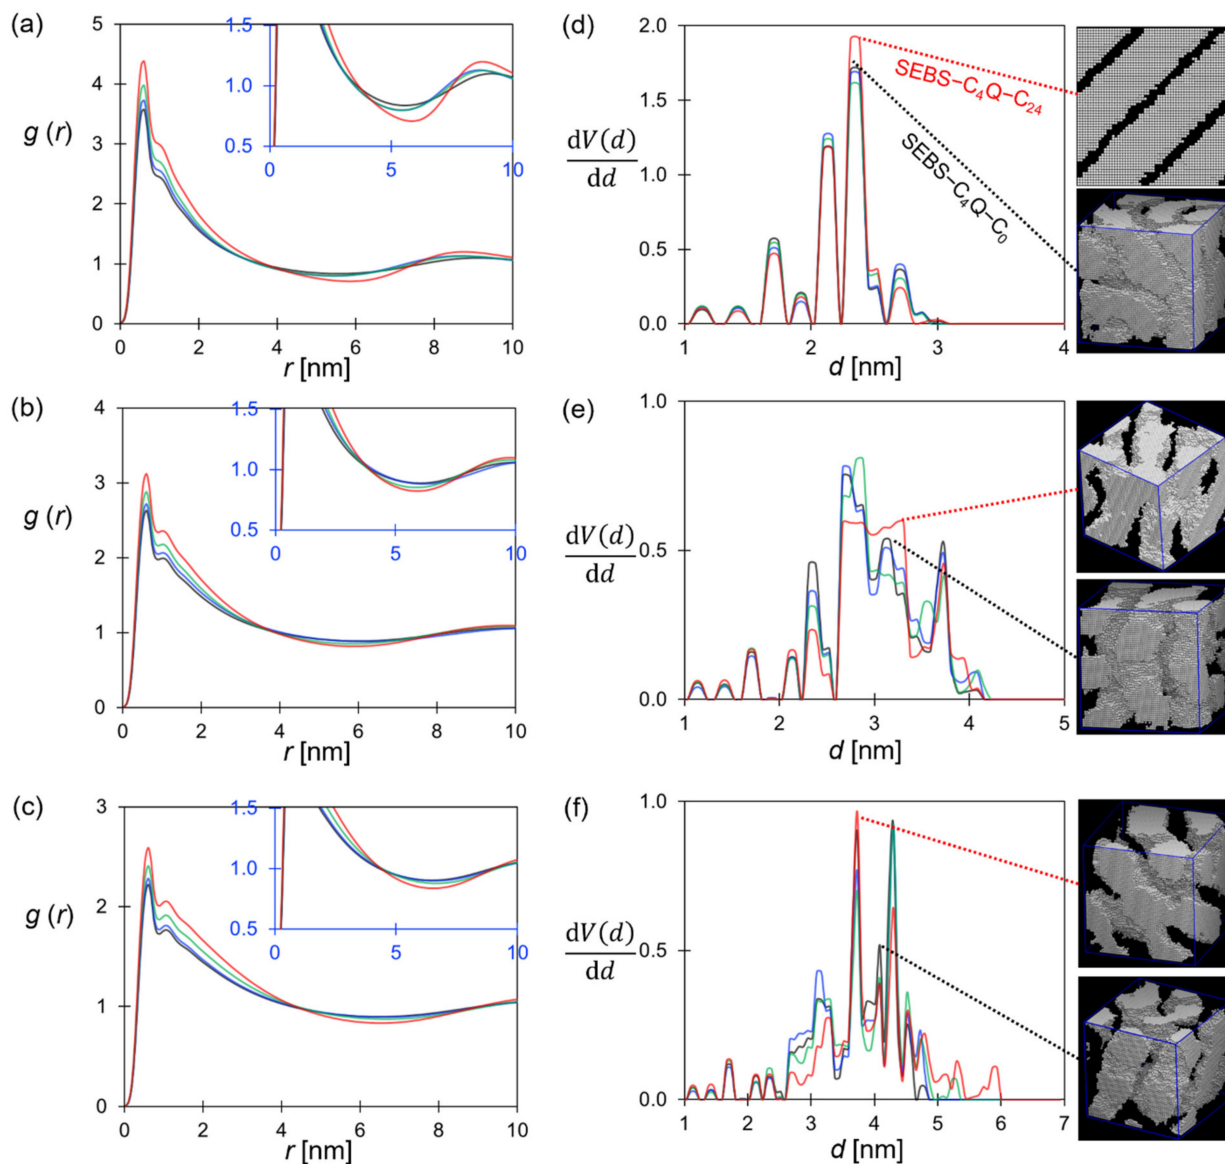 (a)
5
4
3
2
1
0
g (r)
0 2 4 6 8 10
r [nm]
1.5
1.0
0.5
0 5 10
(d)
2.0
1.5
1.0
0.5
0.0
dV(d)
dd
SEBS−C4Q−C24
SEBS−C4Q−C0
1 2 3 4
d [nm]
(b)
4
3
2
1
0
g (r)
0 2 4 6 8 10
r [nm]
1.5
1.0
0.5
0 5 10
(e)
1.0
0.5
0.0
dV(d)
dd
1 2 3 4 5
d [nm]
(c)
3
2
1
0
g (r)
0 2 4 6 8 10
r [nm]
1.5
1.0
0.5
0 5 10
(f)
1.0
0.5
0.0
dV(d)
dd
1 2 3 4 5 6 7
d [nm]